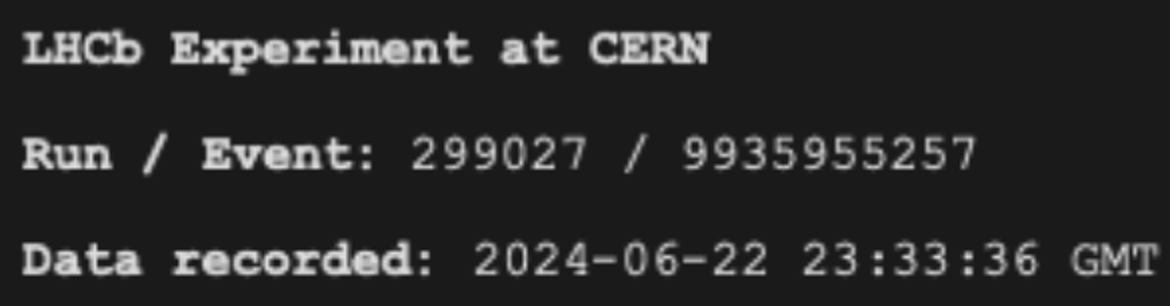 LHCb Experiment at CERN
Run / Event: 299027 / 9935955257
Data recorded: 2024-06-22 23:33:36 GMT